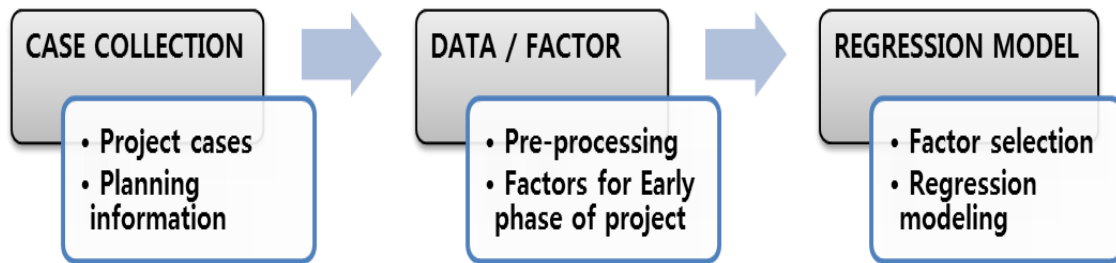 CASE COLLECTION
• Project cases
• Planning
information
DATA / FACTOR
• Pre-processing
• Factors for Early
phase of project
REGRESSION MODEL
• Factor selection
• Regression
modeling